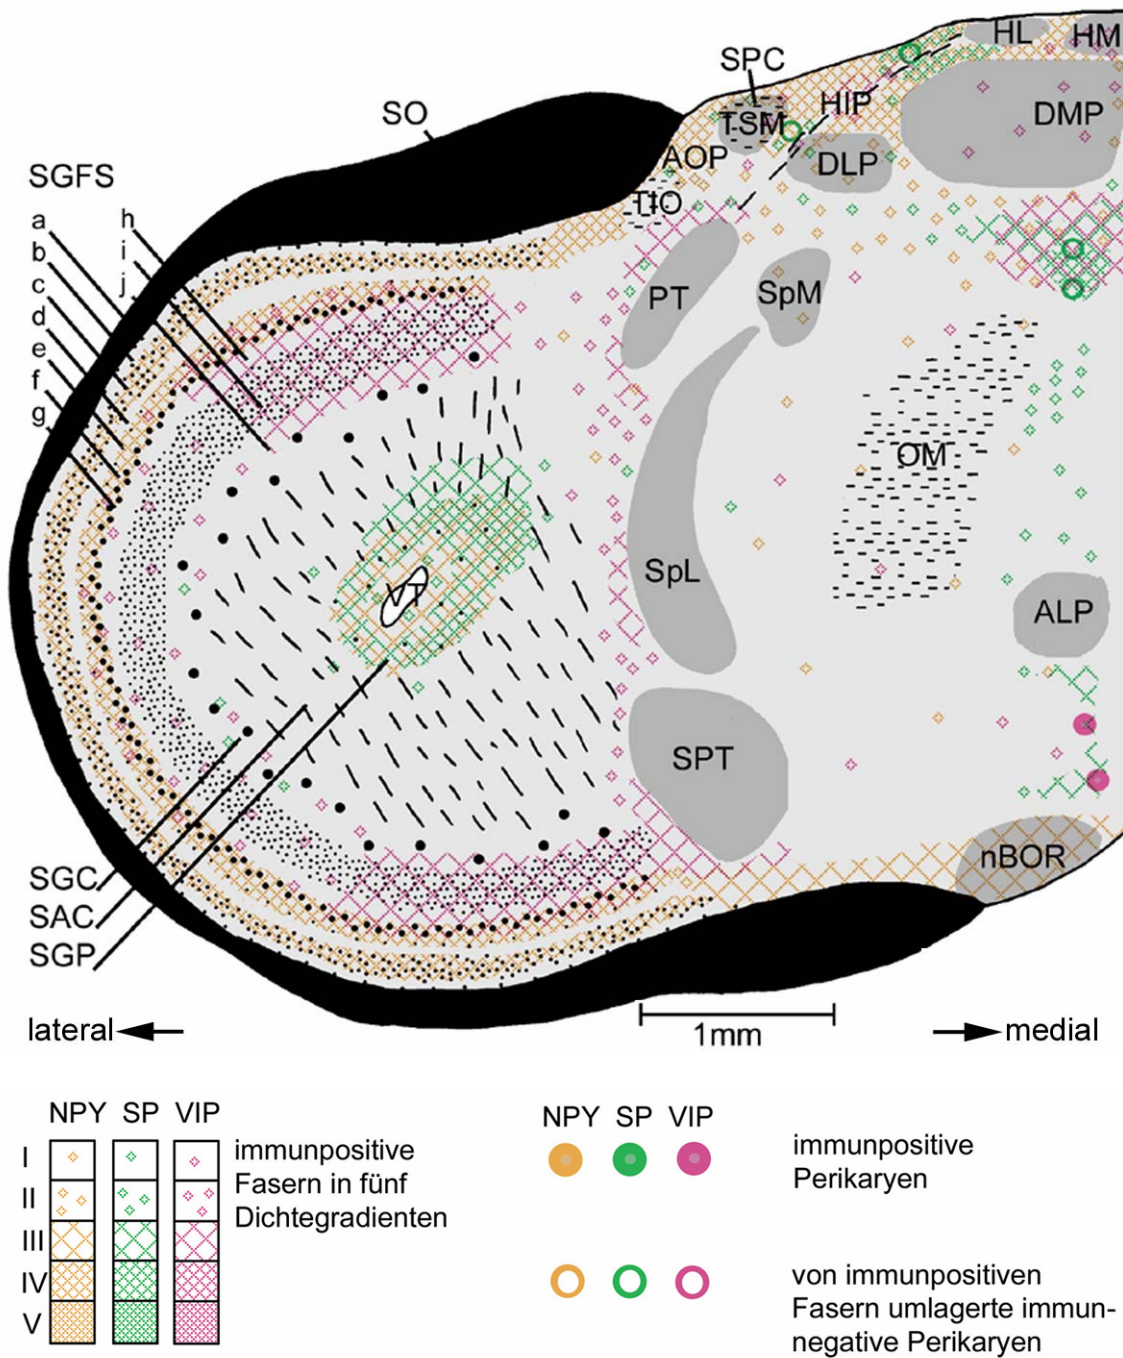 HL
HM
SPC
SO
HIP
TSM
DMP
AOP
DLP
SGFS
TIO
a
h
b
i
c
j
d
e
f
g
PT
SpM
OM
SpL
VT
ALP
SPT
nBOR
SGC
SAC
SGP
lateral
1mm
medial
NPY SP VIP
I
II
III
IV
V
immunpositive
Fasern in fünf
Dichtegradienten
NPY SP VIP
immunpositive
Perikaryen
von immunpositiven
Fasern umlagerte immun-
negative Perikaryen